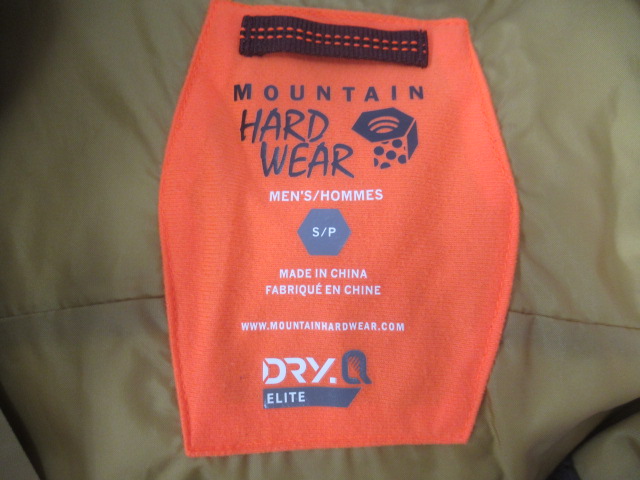 MOUNTAIN
HARD
WEAR
MEN'S/HOMMES
S/P
MADE IN CHINA
FABRIQUÉ EN CHINE
WWW.MOUNTAINHARDWEAR.COM
DRY.Q
ELITE